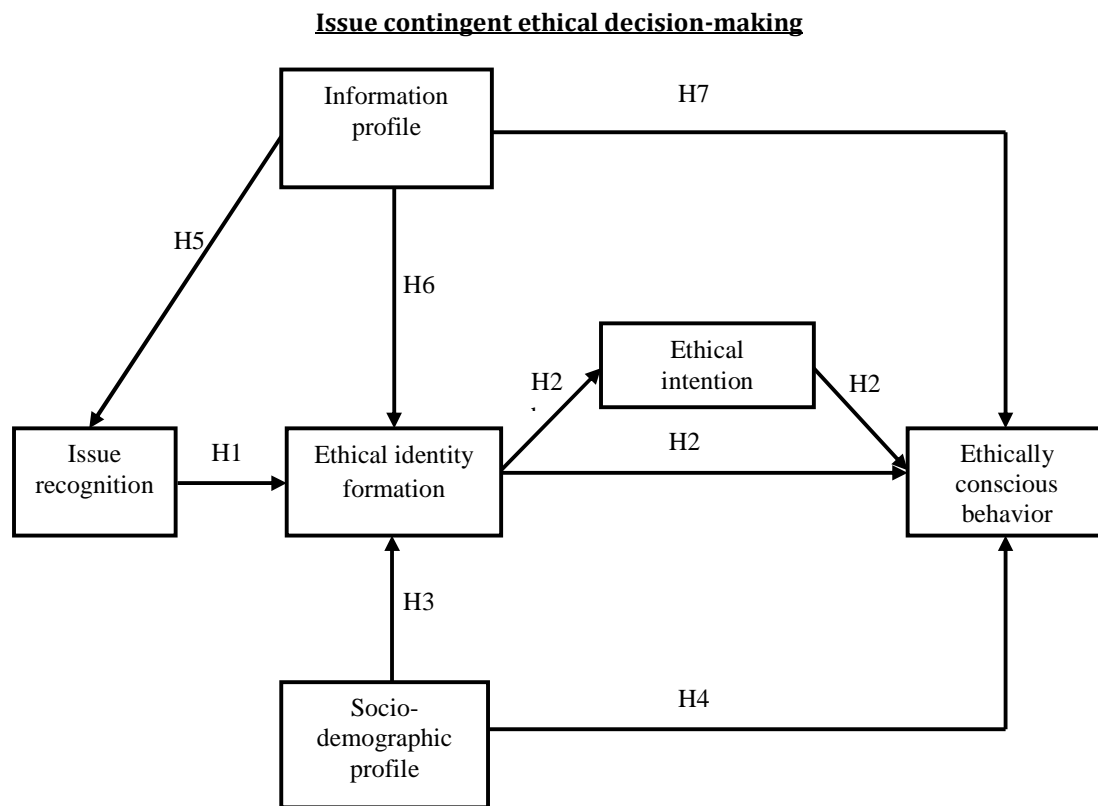 Issue contingent ethical decision-making
Information
profile
H7
H5
H6
Ethical
intention
H2
H2
Issue
recognition
H1
Ethical identity
formation
H2
Ethically
conscious
behavior
H3
Socio-
demographic
profile
H4